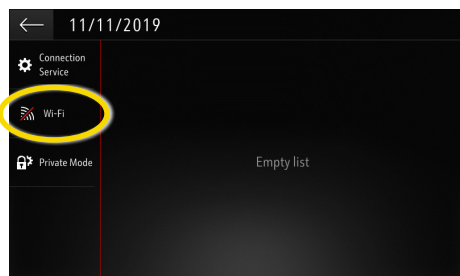 11/11/2019
Connection
Service
Wi-Fi
Private Mode
Empty list